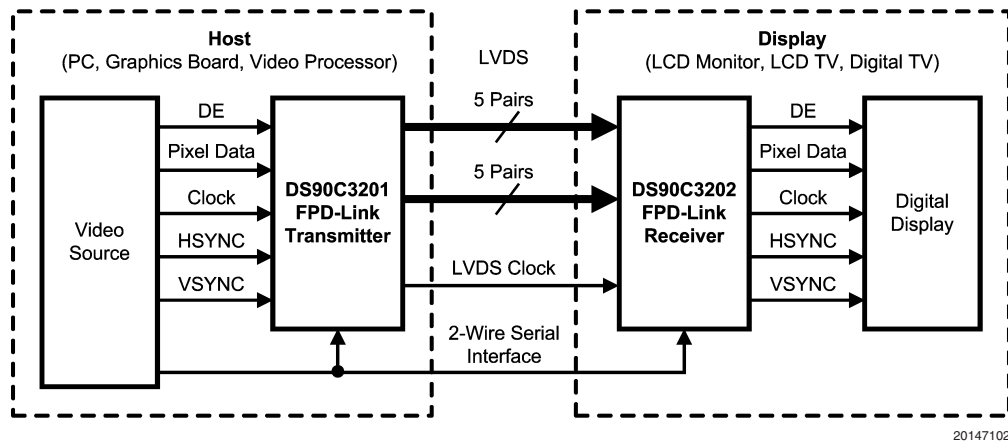 Host
(PC, Graphics Board, Video Processor)
LVDS
Display
(LCD Monitor, LCD TV, Digital TV)
Video
Source
DE
Pixel Data
Clock
HSYNC
VSYNC
DS90C3201
FPD-Link
Transmitter
5 Pairs
5 Pairs
LVDS Clock
2-Wire Serial
Interface
DS90C3202
FPD-Link
Receiver
DE
Pixel Data
Clock
HSYNC
VSYNC
Digital
Display
20147102